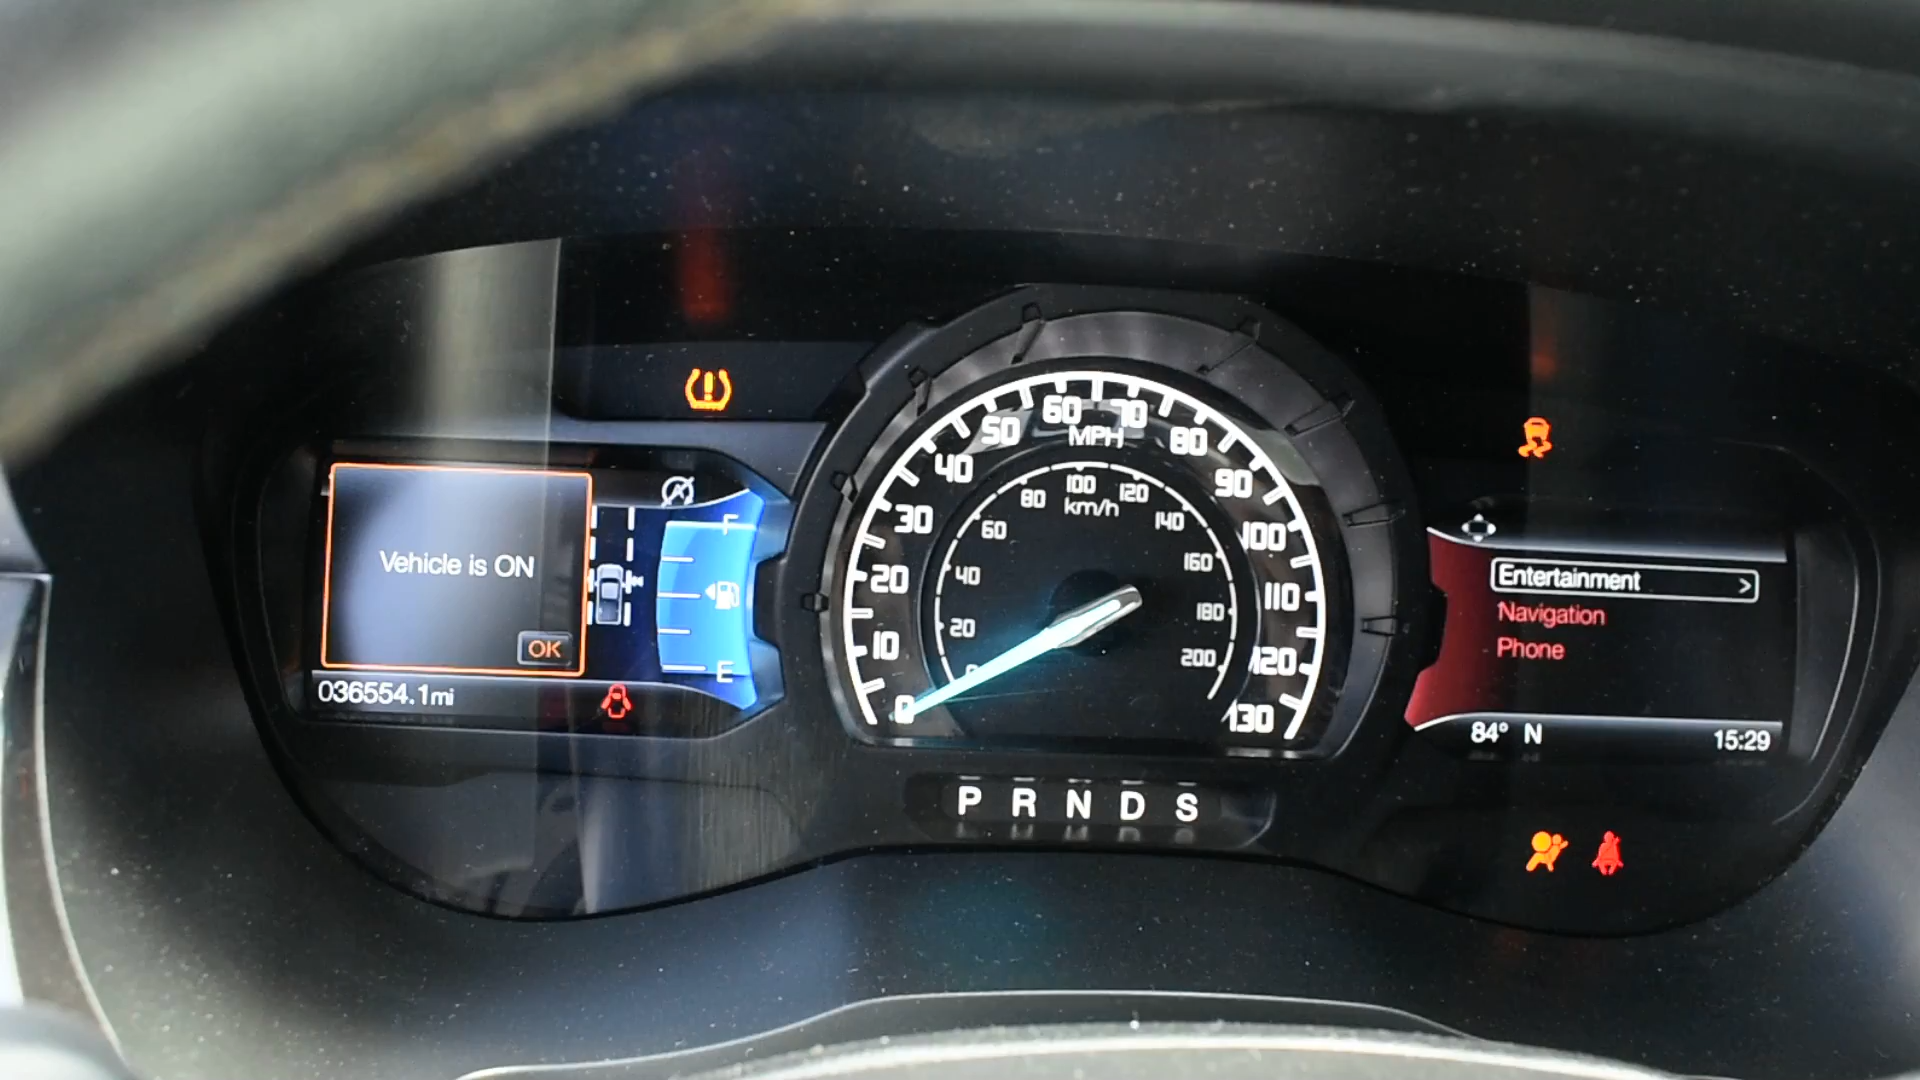 Vehicle is ON
OK
036554.1mi
F
E
0
10
20
30
40
50
60
70
80
90
100
110
120
130
MPH
20
40
60
80
100
120
140
160
180
200
km/h
P R N D S
Entertainment >
Navigation
Phone
84° N
15:29